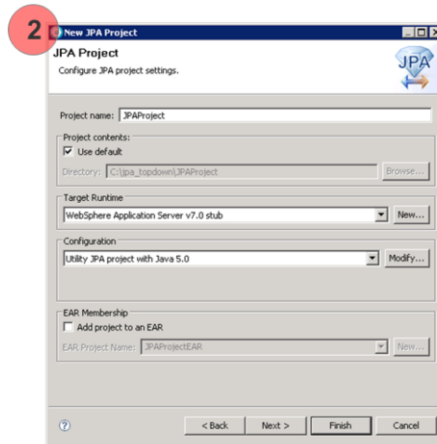 2
New JPA Project
JPA Project
Configure JPA project settings.
JPA
Project name: JPAProject
Project contents:
Use default
Directory: C:\jpa_topdown\JPAProject Browse...
Target Runtime
WebSphere Application Server v7.0 stub New...
Configuration
Utility JPA project with Java 5.0 Modify...
EAR Membership
Add project to an EAR
EAR Project Name: JPAProjectEAR New...
? < Back Next > Finish Cancel